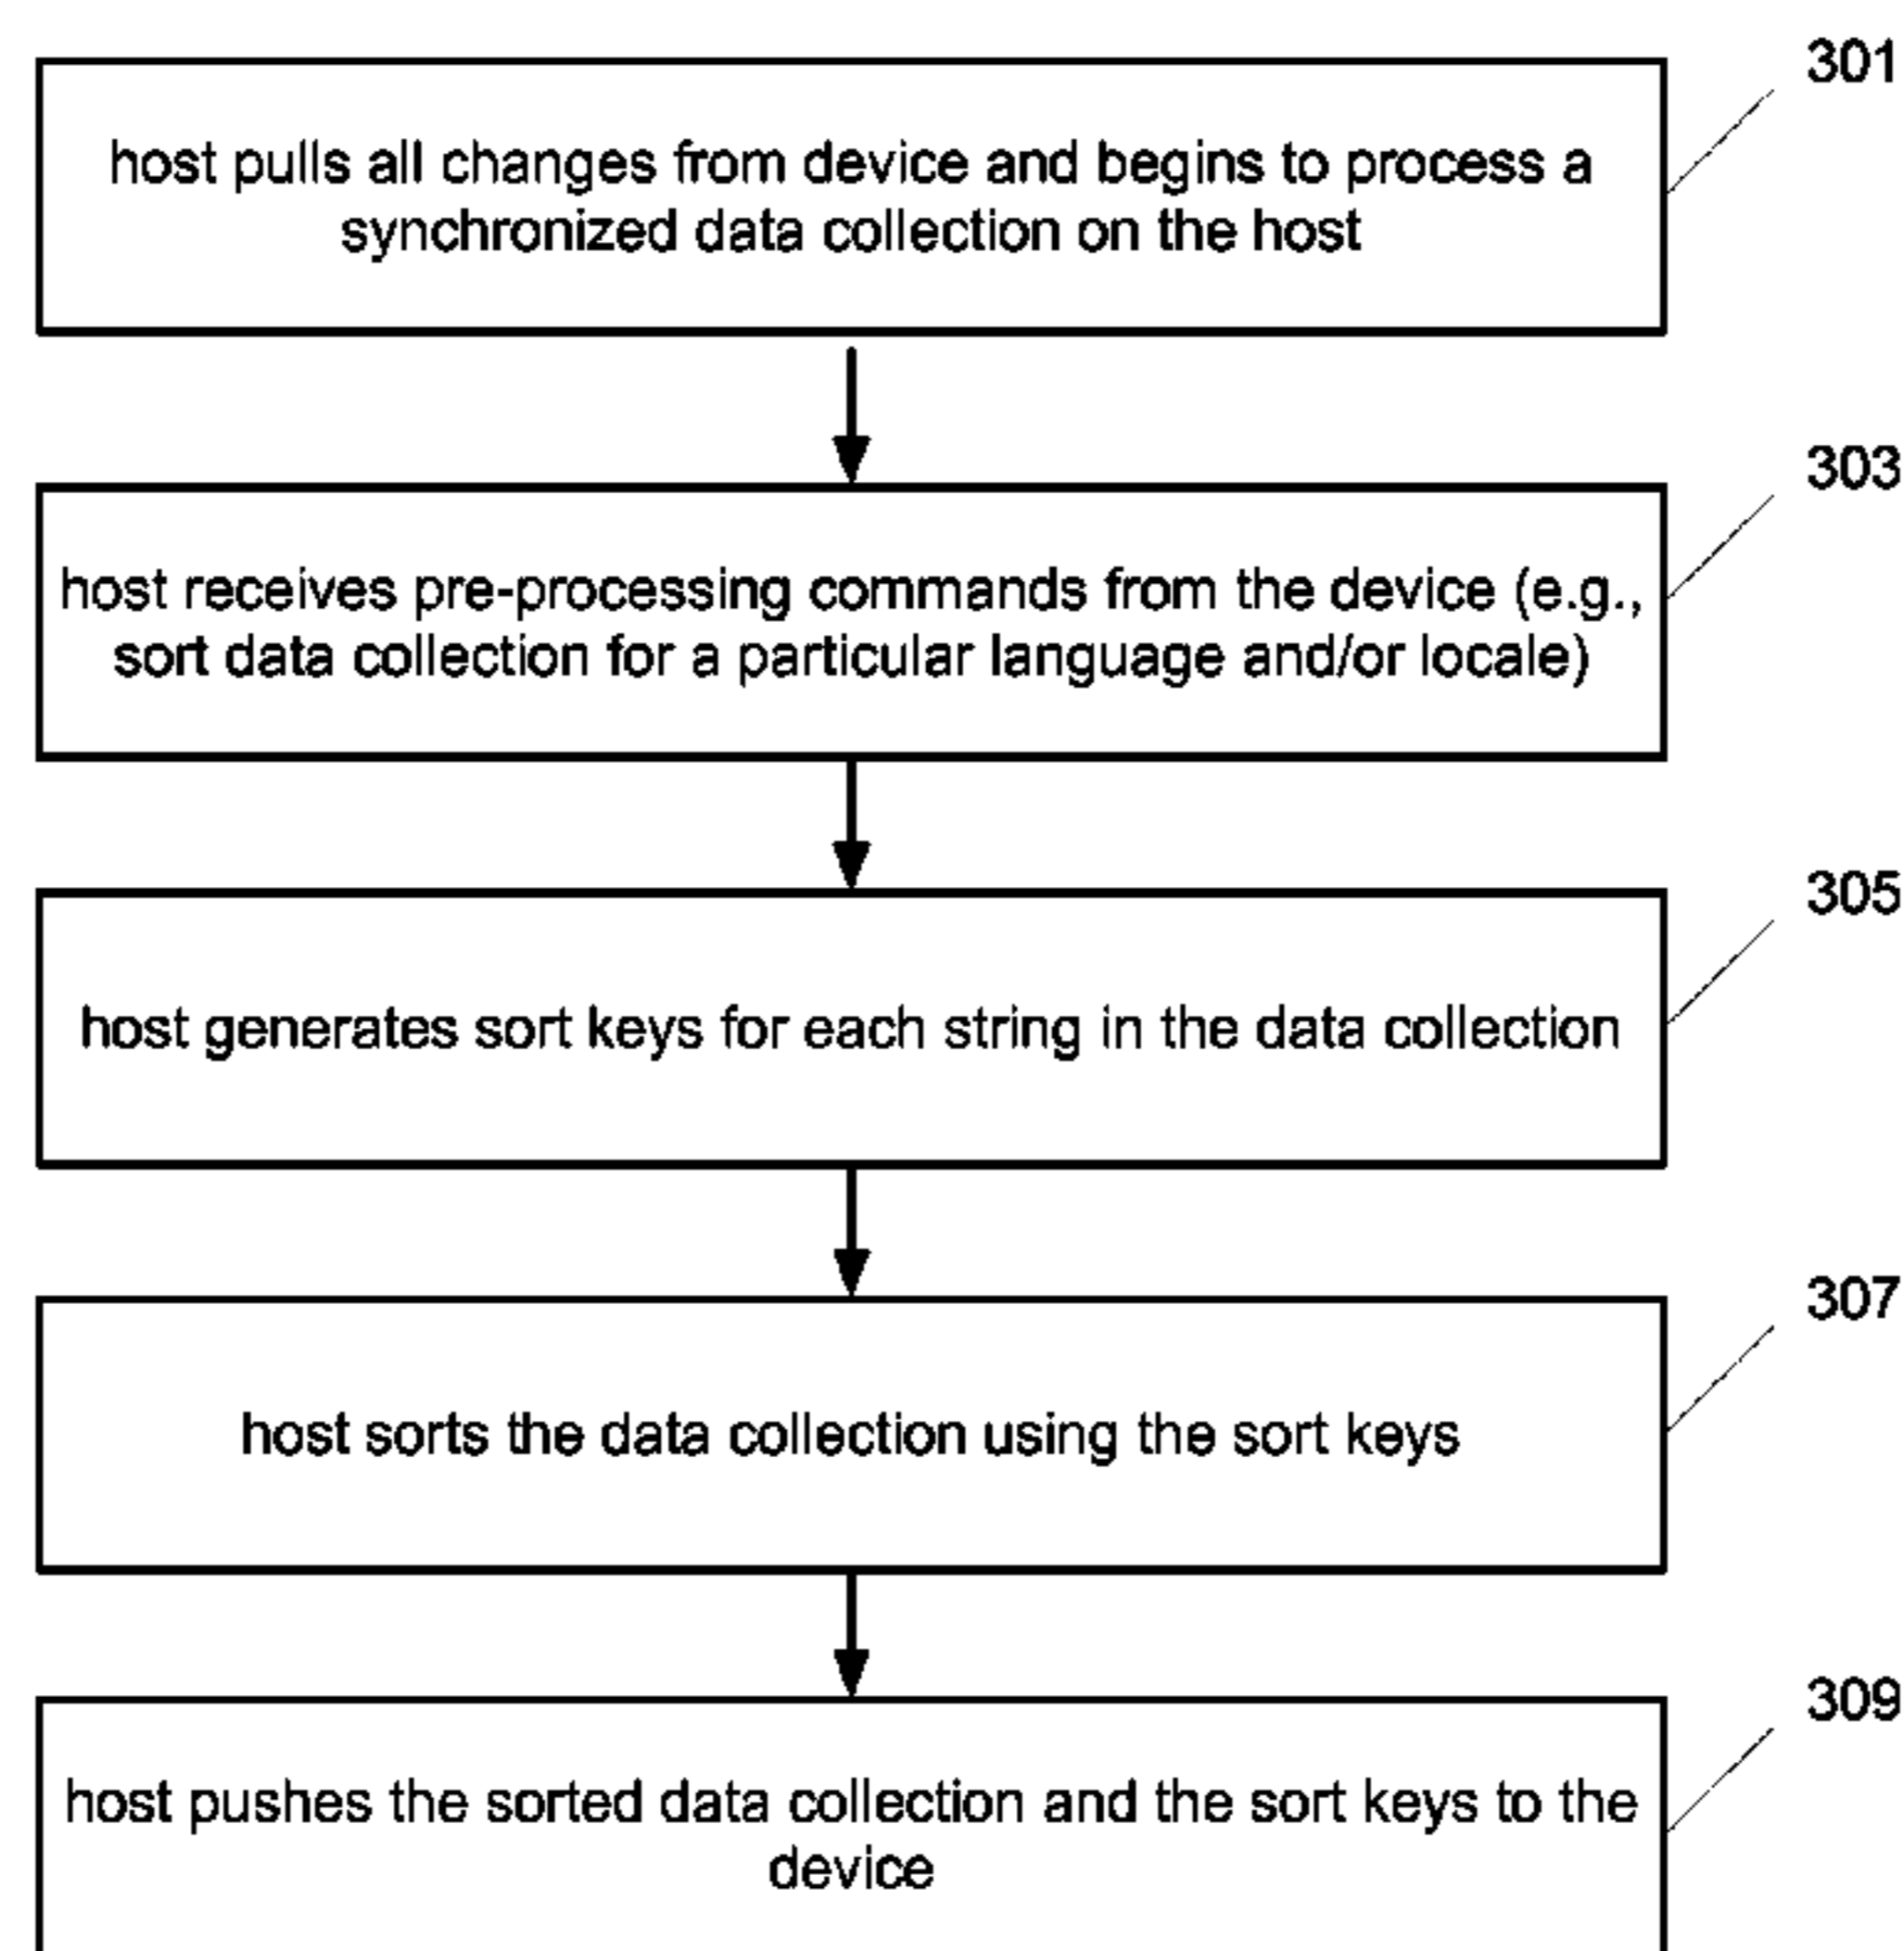 301
host pulls all changes from device and begins to process a
synchronized data collection on the host
303
host receives pre-processing commands from the device (e.g.,
sort data collection for a particular language and/or locale)
305
host generates sort keys for each string in the data collection
307
host sorts the data collection using the sort keys
309
host pushes the sorted data collection and the sort keys to the
device